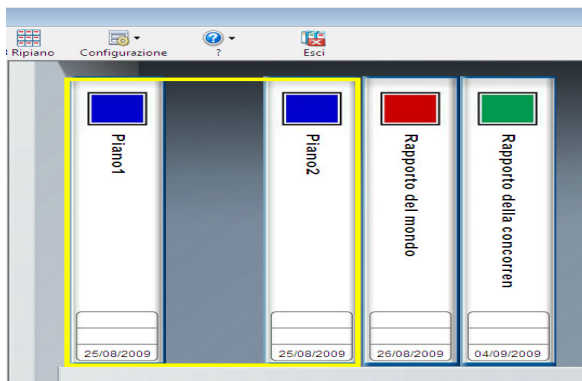 3 Ripiano
Configurazione
?
Esci
Piano1
Piano2
Rapporto del mondo
Rapporto della concorren
25/08/2009
25/08/2009
26/08/2009
04/09/2009